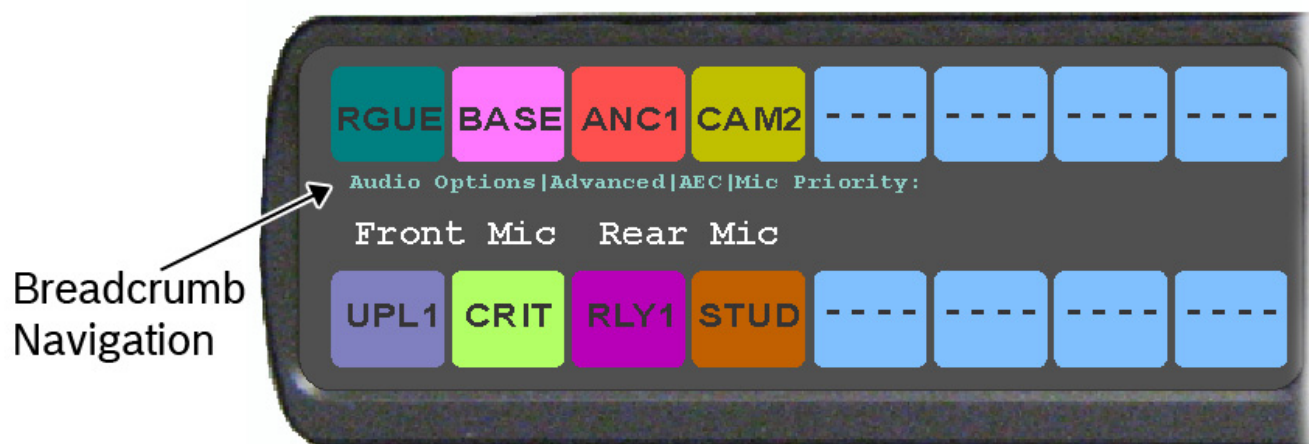 RGUE BASE ANC1 CAM2 ---- ---- ---- ----
Audio Options|Advanced|AEC|Mic Priority:
Front Mic Rear Mic
Breadcrumb
Navigation
UPL1 CRIT RLY1 STUD ---- ---- ---- ----